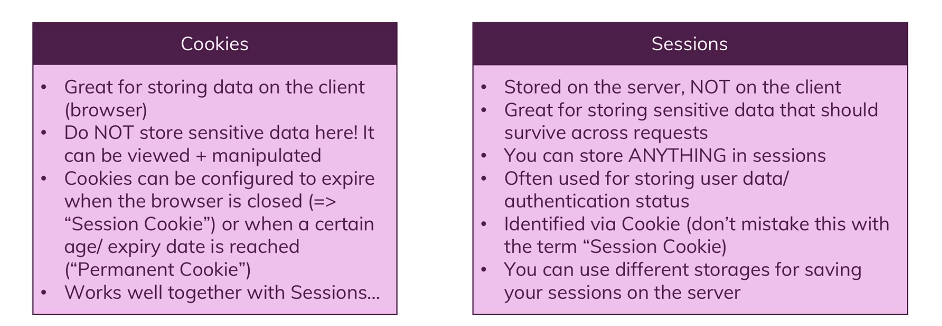 Cookies
• Great for storing data on the client
(browser)
• Do NOT store sensitive data here! It
can be viewed + manipulated
• Cookies can be configured to expire
when the browser is closed (=>
“Session Cookie”) or when a certain
age/ expiry date is reached
(“Permanent Cookie”)
• Works well together with Sessions...
Sessions
• Stored on the server, NOT on the client
• Great for storing sensitive data that should
survive across requests
• You can store ANYTHING in sessions
• Often used for storing user data/
authentication status
• Identified via Cookie (don’t mistake this with
the term “Session Cookie)
• You can use different storages for saving
your sessions on the server